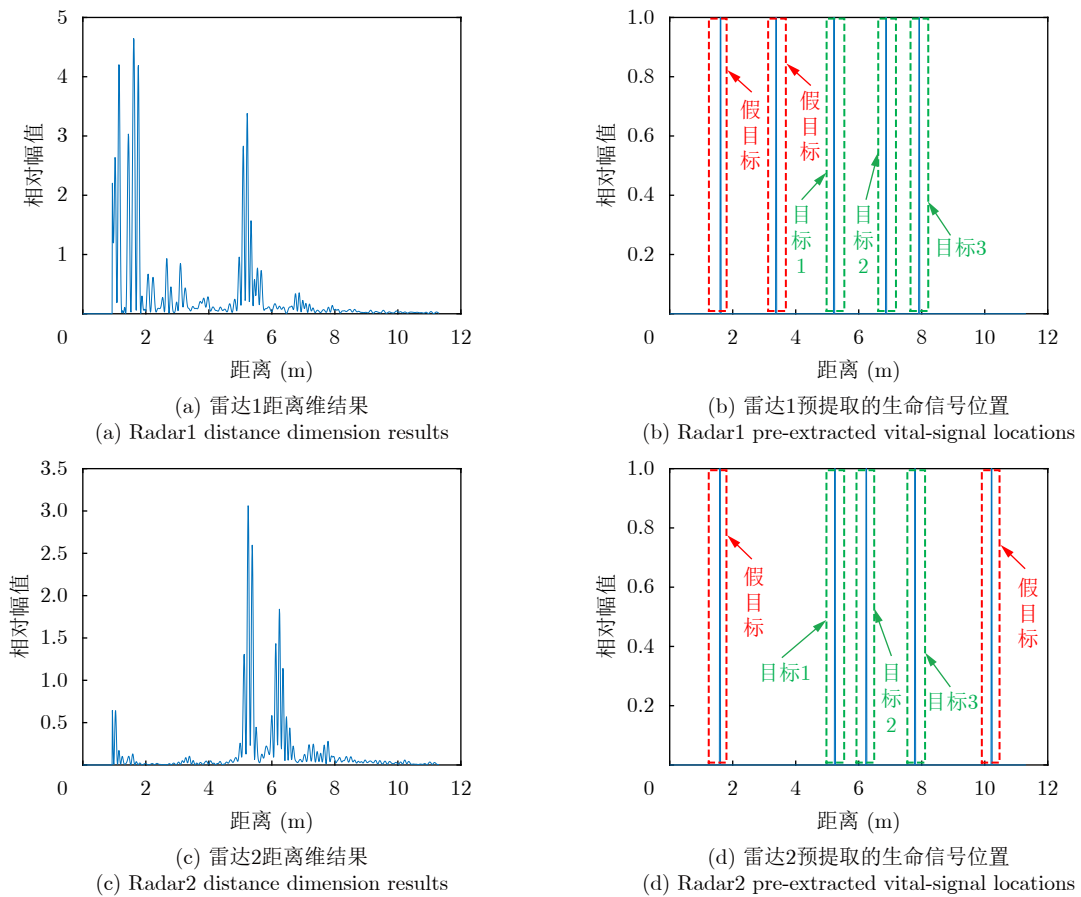 5
4
3
2
1
0
2
4
6
8
10
12
相对幅值
距离 (m)
(a) 雷达1距离维结果
(a) Radar1 distance dimension results
1.0
0.8
0.6
0.4
0.2
0
2
4
6
8
10
12
相对幅值
距离 (m)
假目标
假目标
目标1
目标2
目标3
(b) 雷达1预提取的生命信号位置
(b) Radar1 pre-extracted vital-signal locations
3.5
3.0
2.5
2.0
1.5
1.0
0.5
0
2
4
6
8
10
12
相对幅值
距离 (m)
(c) 雷达2距离维结果
(c) Radar2 distance dimension results
1.0
0.8
0.6
0.4
0.2
0
2
4
6
8
10
12
相对幅值
距离 (m)
假目标
目标1
目标2
目标3
假目标
(d) 雷达2预提取的生命信号位置
(d) Radar2 pre-extracted vital-signal locations